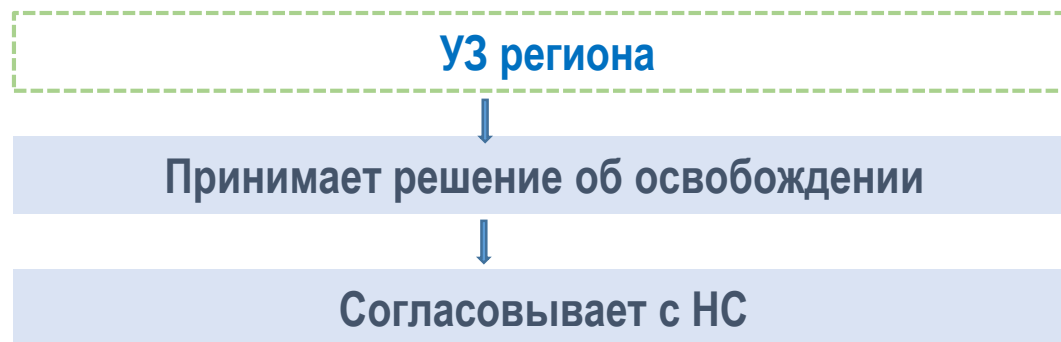 УЗ региона
Принимает решение об освобождении
Согласовывает с НС